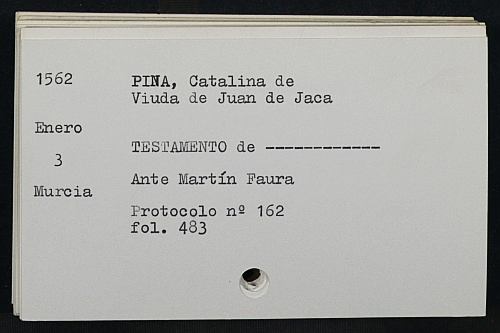 1562
PINA, Catalina de
Viuda de Juan de Jaca
Enero
3
TESTAMENTO de ------------
Murcia
Ante Martín Faura
Protocolo nº 162
fol. 483